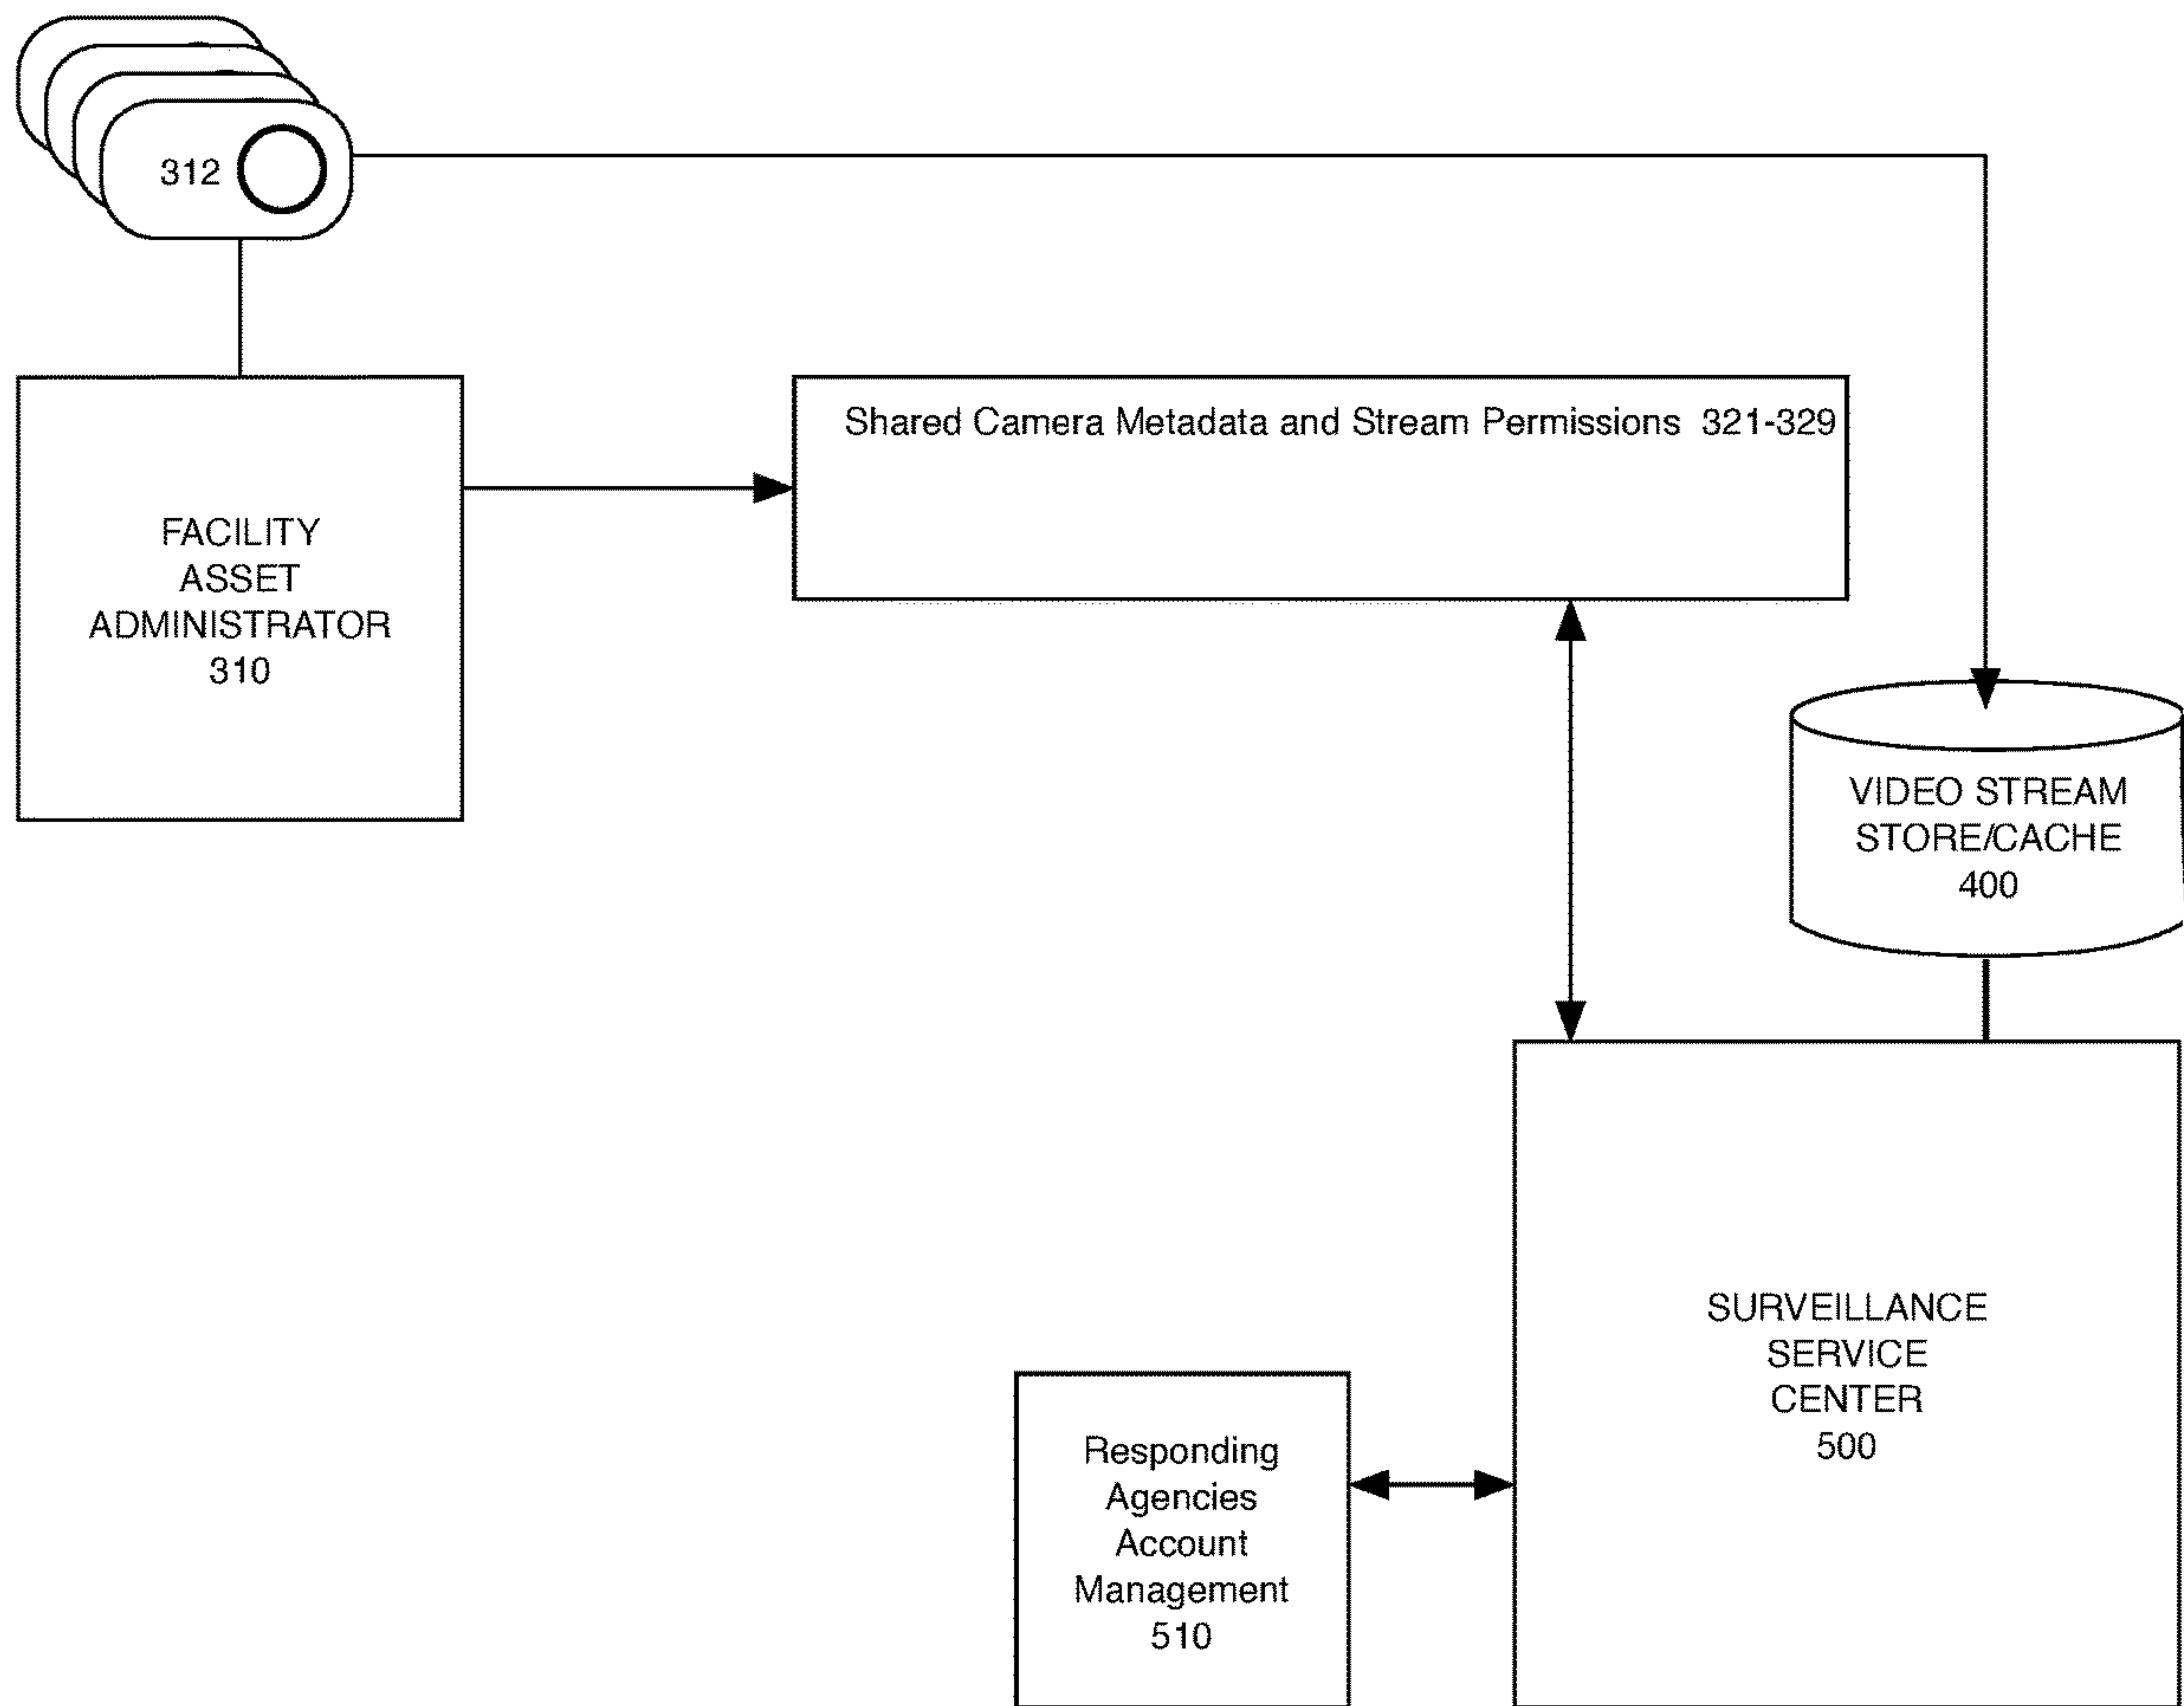 312
Shared Camera Metadata and Stream Permissions 321-329
FACILITY
ASSET
ADMINISTRATOR
310
VIDEO STREAM
STORE/CACHE
400
SURVEILLANCE
SERVICE
CENTER
500
Responding
Agencies
Account
Management
510